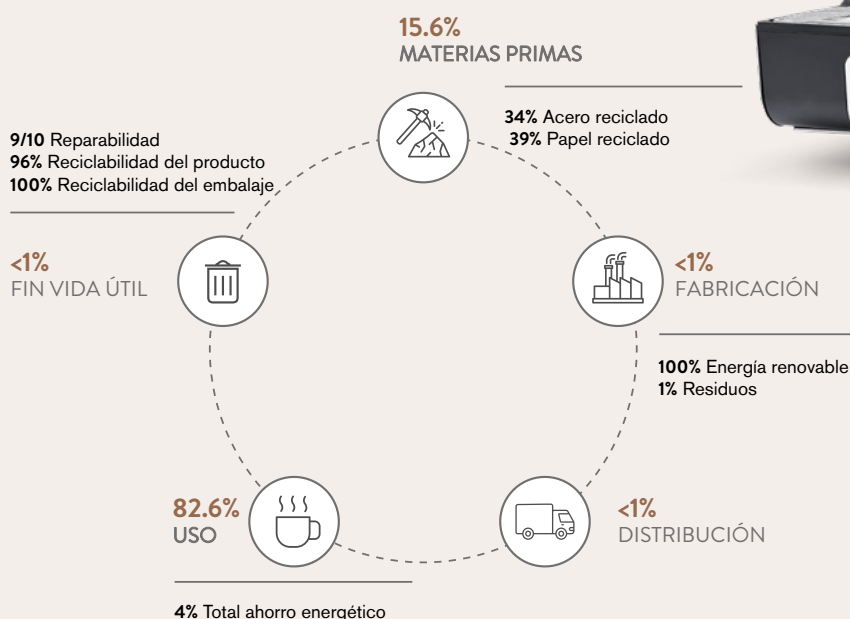 15.6%
MATERIAS PRIMAS
34% Acero reciclado
39% Papel reciclado
9/10 Reparabilidad
96% Reciclabilidad del producto
100% Reciclabilidad del embalaje
<1%
FIN VIDA ÚTIL
<1%
FABRICACIÓN
100% Energía renovable
1% Residuos
82.6%
USO
<1%
DISTRIBUCIÓN
4% Total ahorro energético